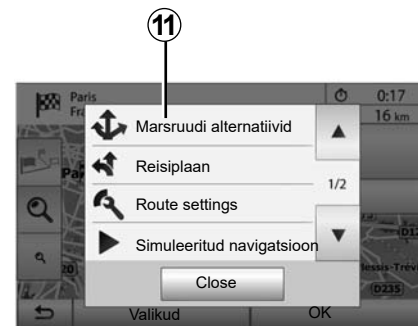 11
Paris
Fra
0:17
16 km
Marsruudi alternatiivid
Reisiplaan
1/2
Route settings
Simuleeritud navigatsioon
Close
D235
Valikud
OK